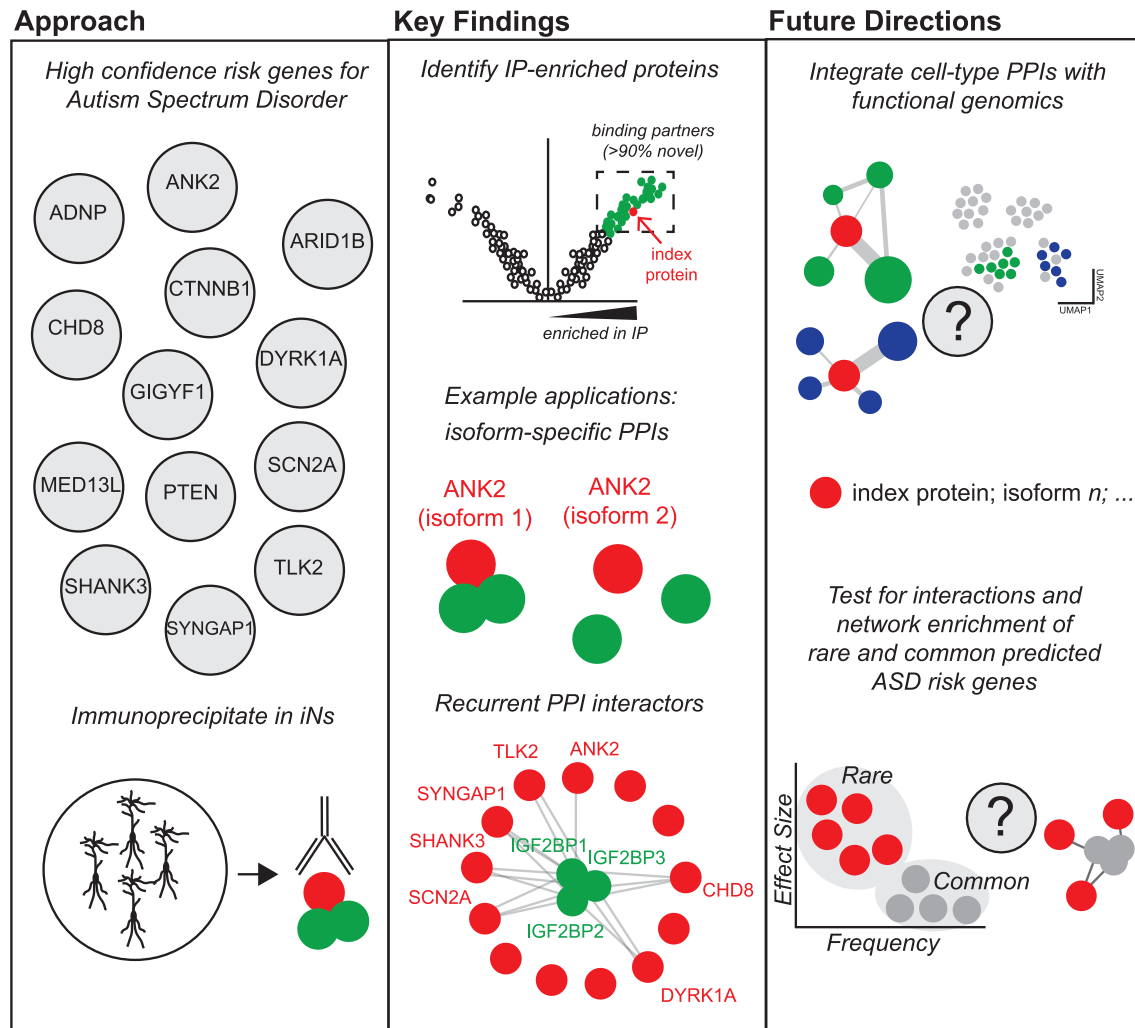 Approach
High confidence risk genes for
Autism Spectrum Disorder
ANK2
ADNP
ARID1B
CTNNB1
CHD8
DYRK1A
GIGYF1
SCN2A
MED13L
PTEN
TLK2
SHANK3
SYNGAP1
Immunoprecipitate in iNs
Key Findings
Identify IP-enriched proteins
binding partners
(>90% novel)
index
protein
enriched in IP
Example applications:
isoform-specific PPIs
ANK2
(isoform 1)
ANK2
(isoform 2)
Recurrent PPI interactors
TLK2
ANK2
SYNGAP1
SHANK3
IGF2BP1
IGF2BP3
SCN2A
CHD8
IGF2BP2
DYRK1A
Future Directions
Integrate cell-type PPIs with
functional genomics
UMAP2
UMAP1
?
index protein; isoform n; ...
Test for interactions and
network enrichment of
rare and common predicted
ASD risk genes
Effect Size
Rare
?
Common
Frequency